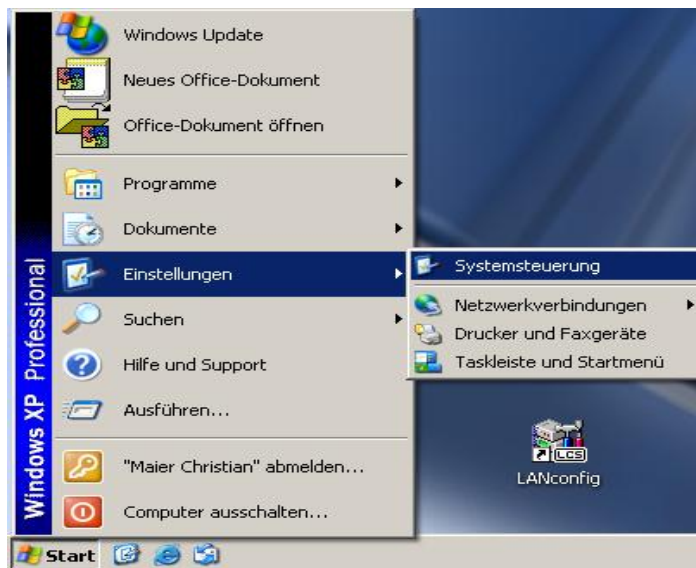 Windows Update
Neues Office-Dokument
Office-Dokument öffnen
Programme
Dokumente
Einstellungen
Suchen
Hilfe und Support
Ausführen...
"Maier Christian" abmelden...
Computer ausschalten...
Windows XP Professional
Systemsteuerung
Netzwerkverbindungen
Drucker und Faxgeräte
Taskleiste und Startmenü
LCS
LANconfig
Start